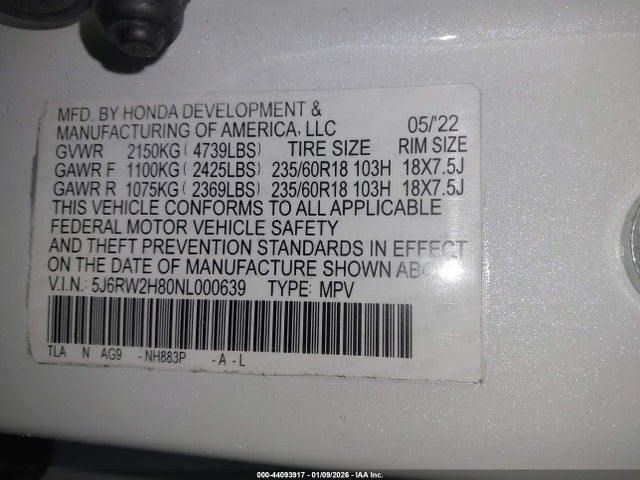 MFD. BY HONDA DEVELOPMENT &
MANUFACTURING OF AMERICA, LLC 05/'22
GVWR 2150KG ( 4739LBS) TIRE SIZE RIM SIZE
GAWR F 1100KG ( 2425LBS) 235/60R18 103H 18X7.5J
GAWR R 1075KG ( 2369LBS) 235/60R18 103H 18X7.5J
THIS VEHICLE CONFORMS TO ALL APPLICABLE
FEDERAL MOTOR VEHICLE SAFETY
AND THEFT PREVENTION STANDARDS IN EFFECT
ON THE DATE OF MANUFACTURE SHOWN
V.I.N.: 5J6RW2H80NL000639 TYPE: MPV
TLA N AG9 - NH883P - A - L
000-44093917 - 01/09/2026 - IAA Inc.